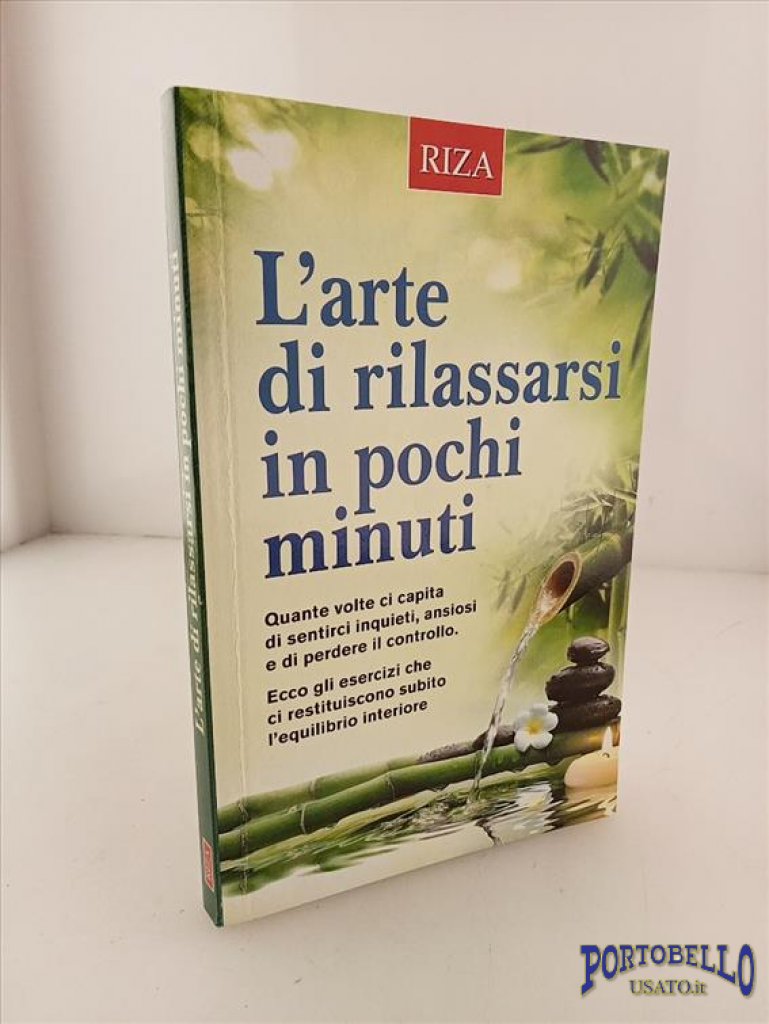 RIZA
L'arte
di rilassarsi
in pochi
minuti
Quante volte ci capita
di sentirci inquieti, ansiosi
e di perdere il controllo.
Ecco gli esercizi che
ci restituiscono subito
l'equilibrio interiore
L'arte di rilassarsi in pochi minuti
RIZA
PORTOBELLO
USATO.it